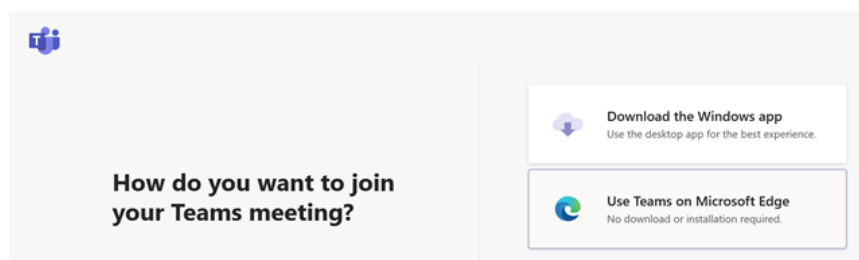 T
How do you want to join
your Teams meeting?
Download the Windows app
Use the desktop app for the best experience.
Use Teams on Microsoft Edge
No download or installation required.